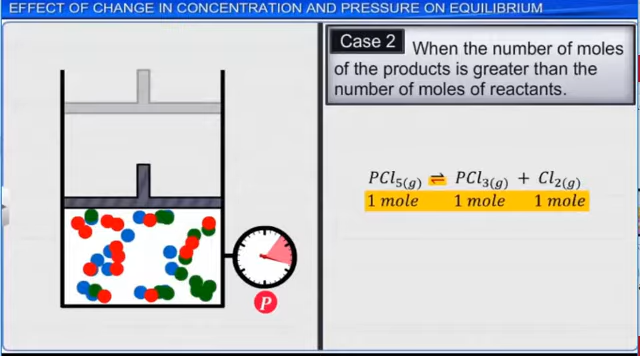 EFFECT OF CHANGE IN CONCENTRATION AND PRESSURE ON EQUILIBRIUM
Case 2 When the number of moles
of the products is greater than the
number of moles of reactants.
PCl₅(g) ⇌ PCl₃(g) + Cl₂(g)
1 mole 1 mole 1 mole
P